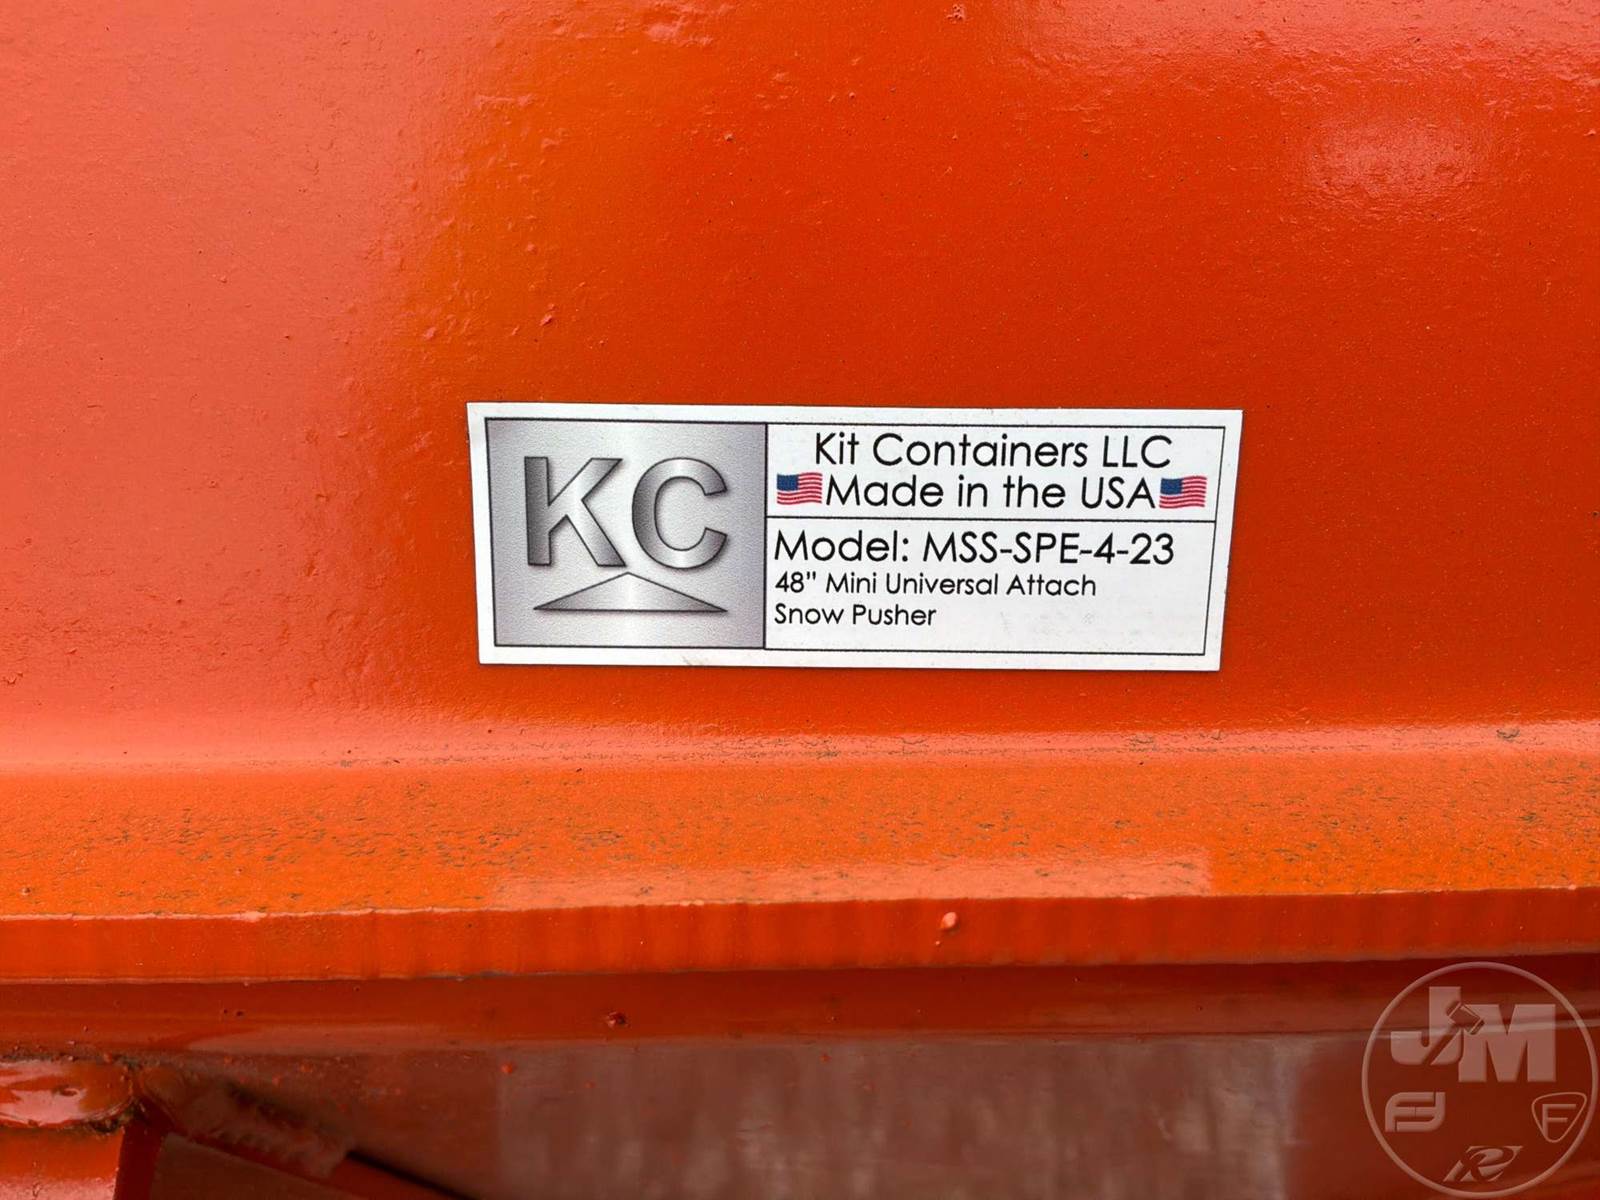 KC
Kit Containers LLC
Made in the USA
Model: MSS-SPE-4-23
48" Mini Universal Attach
Snow Pusher
JM